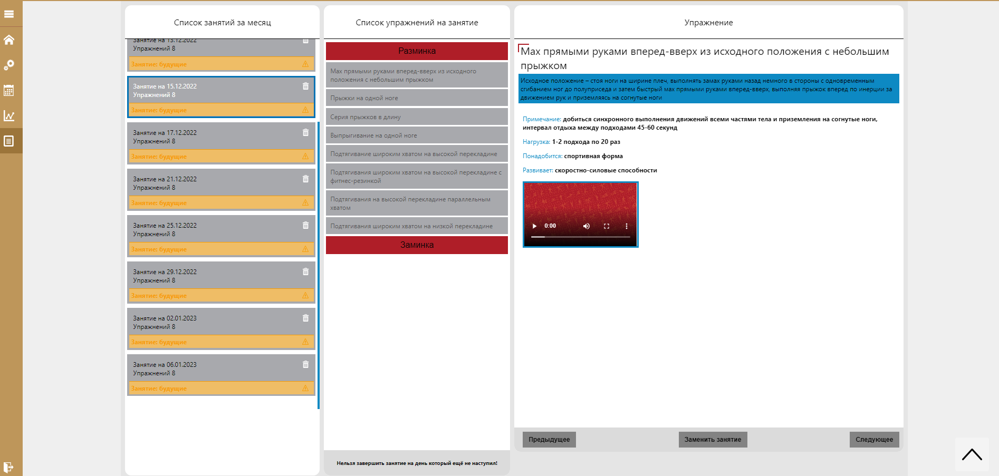 Список занятий за месяц
Занятие на 13.12.2022
Упражнений 8
Занятие: будущие
Занятие на 15.12.2022
Упражнений 8
Занятие: будущие
Занятие на 17.12.2022
Упражнений 8
Занятие: будущие
Занятие на 21.12.2022
Упражнений 8
Занятие: будущие
Занятие на 25.12.2022
Упражнений 8
Занятие: будущие
Занятие на 29.12.2022
Упражнений 8
Занятие: будущие
Занятие на 02.01.2023
Упражнений 8
Занятие: будущие
Занятие на 06.01.2023
Упражнений 8
Занятие: будущие
Список упражнений на занятие
Разминка
Мах прямыми руками вперед-вверх из исходного
положения с небольшим прыжком
Прыжки на одной ноге
Серия прыжков в длину
Выпрыгивание на одной ноге
Подтягивание широким хватом на высокой перекладине
Подтягивания широким хватом на высокой перекладине с
фитнес-резинкой
Подтягивания на высокой перекладине параллельным
хватом
Подтягивания широким хватом на низкой перекладине
Заминка
Нельзя завершить занятие на день который ещё не наступил!
Упражнение
Мах прямыми руками вперед-вверх из исходного положения с небольшим
прыжком
Исходное положение – стоя ноги на ширине плеч, выполнять замах руками назад немного в стороны с одновременным
сгибанием ног до полуприседа и затем быстрый мах прямыми руками вперед-вверх, выполняя прыжок вперед по инерции за
движением рук и приземляясь на согнутые ноги
Примечание: добиться синхронного выполнения движений всеми частями тела и приземления на согнутые ноги,
интервал отдыха между подходами 45-60 секунд
Нагрузка: 1-2 подхода по 20 раз
Понадобится: спортивная форма
Развивает: скоростно-силовые способности
0:00
Предыдущее
Заменить занятие
Следующее